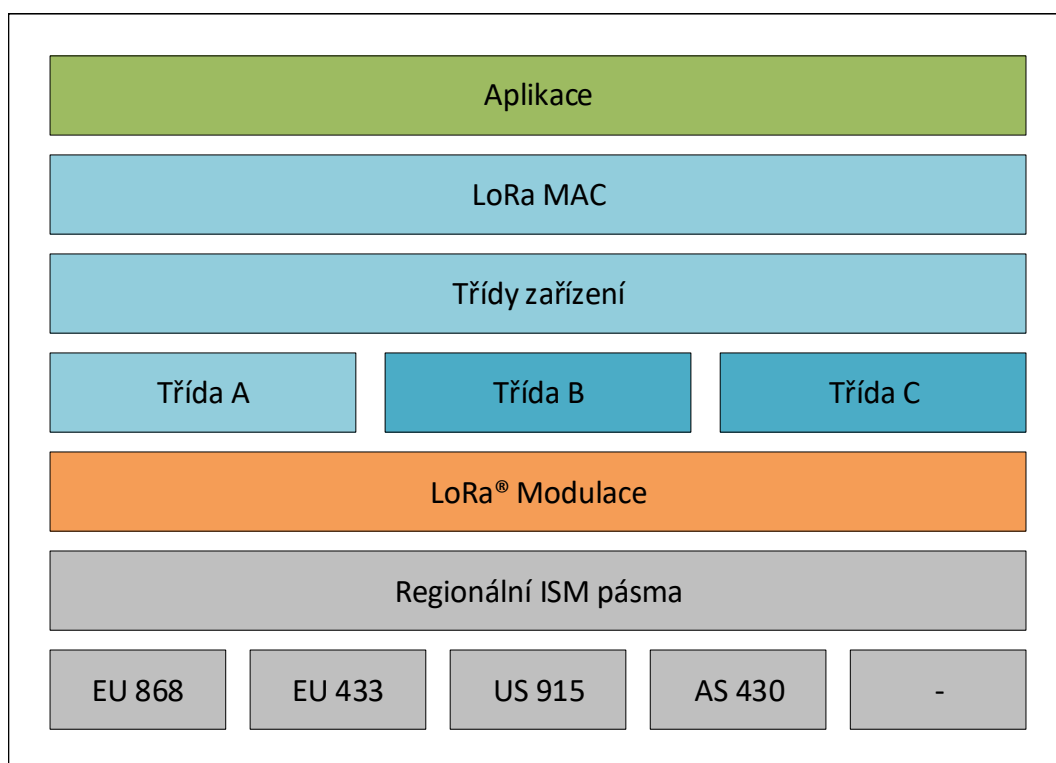 Aplikace
LoRa MAC
Třídy zařízení
Třída A
Třída B
Třída C
LoRa® Modulace
Regionální ISM pásma
EU 868
EU 433
US 915
AS 430
-